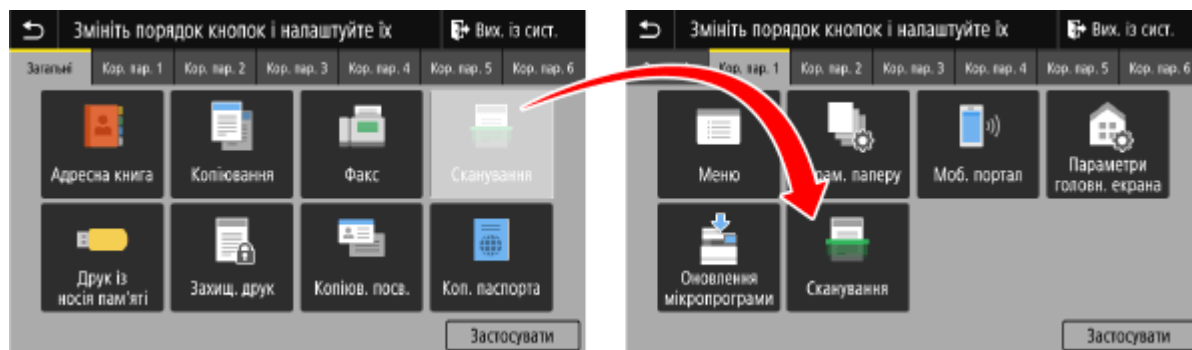 Змініть порядок кнопок і налаштуйте їх
Вих. із сист.
Загальні Кор. пар. 1 Кор. пар. 2 Кор. пар. 3 Кор. пар. 4 Кор. пар. 5 Кор. пар. 6
Адресна книга Копіювання Факс Сканування
Друк із
носія пам'яті Захищ. друк Копіюв. посв. Коп. паспорта
Застосувати
Змініть порядок кнопок і налаштуйте їх
Вих. із сист.
Кор. пар. 1 Кор. пар. 2 Кор. пар. 3 Кор. пар. 4 Кор. пар. 5 Кор. пар. 6
Меню паперу Моб. портал Параметри
головн. екрана
Оновлення
мікропрограми Сканування
Застосувати